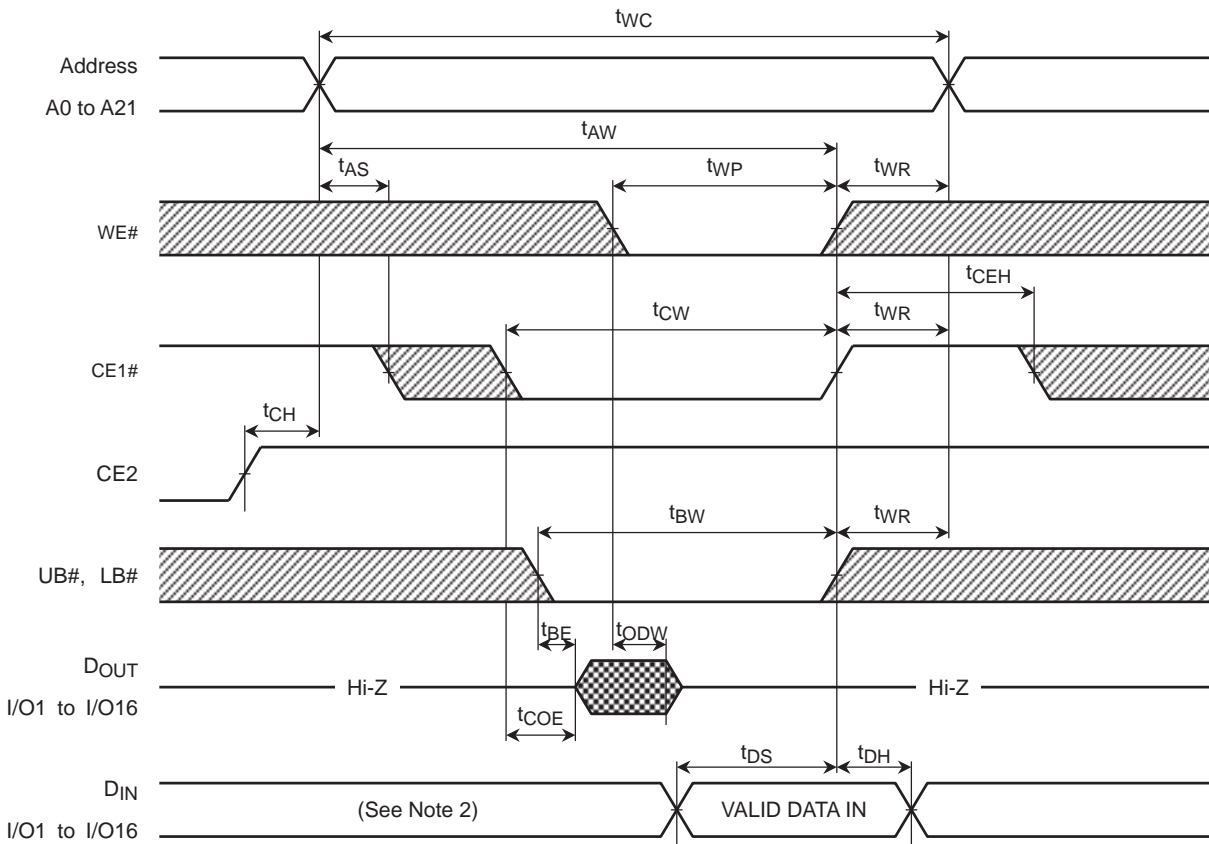 tWC
Address
A0 to A21
tAW
tAS
tWP
tWR
WE#
tCEH
tCW
tWR
CE1#
tCH
CE2
tBW
tWR
UB#, LB#
tBE
tODW
DOUT
Hi-Z
Hi-Z
I/O1 to I/O16
tCOE
tDS
tDH
DIN
(See Note 2)
VALID DATA IN
I/O1 to I/O16